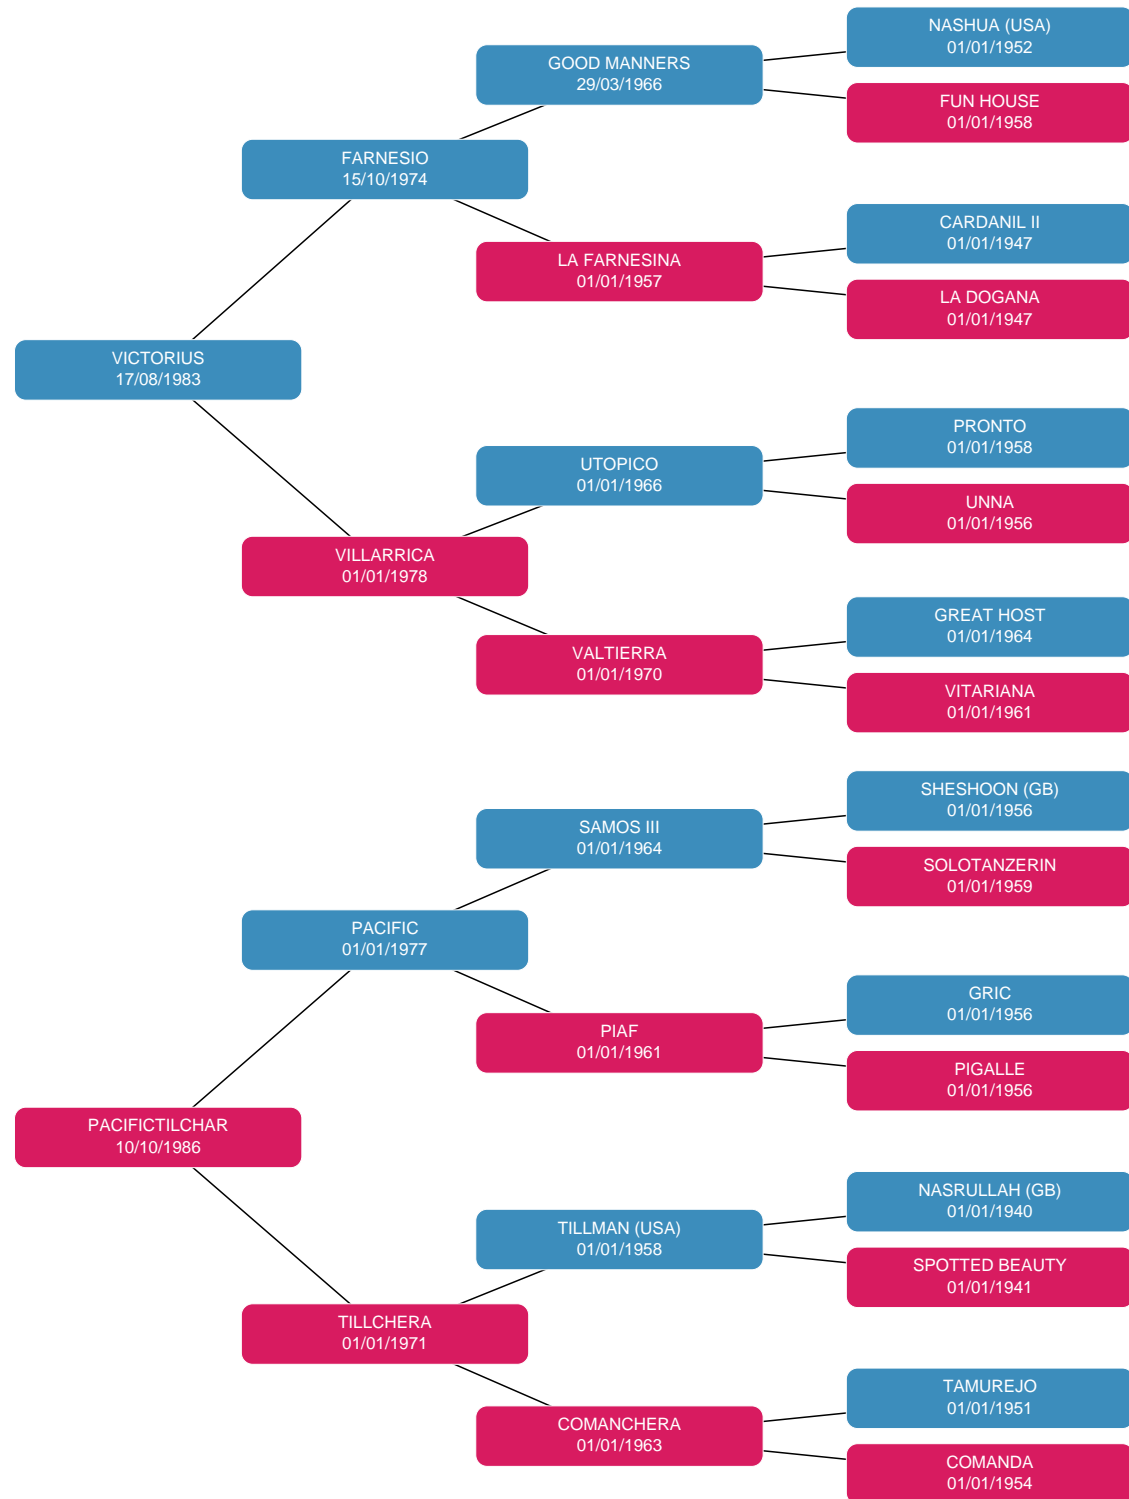 NASHUA (USA)
01/01/1952
GOOD MANNERS
29/03/1966
FUN HOUSE
01/01/1958
FARNESIO
15/10/1974
CARDANIL II
01/01/1947
LA FARNESINA
01/01/1957
LA DOGANA
01/01/1947
VICTORIUS
17/08/1983
PRONTO
01/01/1958
UTOPICO
01/01/1966
UNNA
01/01/1956
VILLARRICA
01/01/1978
GREAT HOST
01/01/1964
VALTIERRA
01/01/1970
VITARIANA
01/01/1961
SHESHOON (GB)
01/01/1956
SAMOS III
01/01/1964
SOLOTANZERIN
01/01/1959
PACIFIC
01/01/1977
GRIC
01/01/1956
PIAF
01/01/1961
PIGALLE
01/01/1956
PACIFICTILCHAR
10/10/1986
NASRULLAH (GB)
01/01/1940
TILLMAN (USA)
01/01/1958
SPOTTED BEAUTY
01/01/1941
TILLCHERA
01/01/1971
TAMUREJO
01/01/1951
COMANCHERA
01/01/1963
COMANDA
01/01/1954